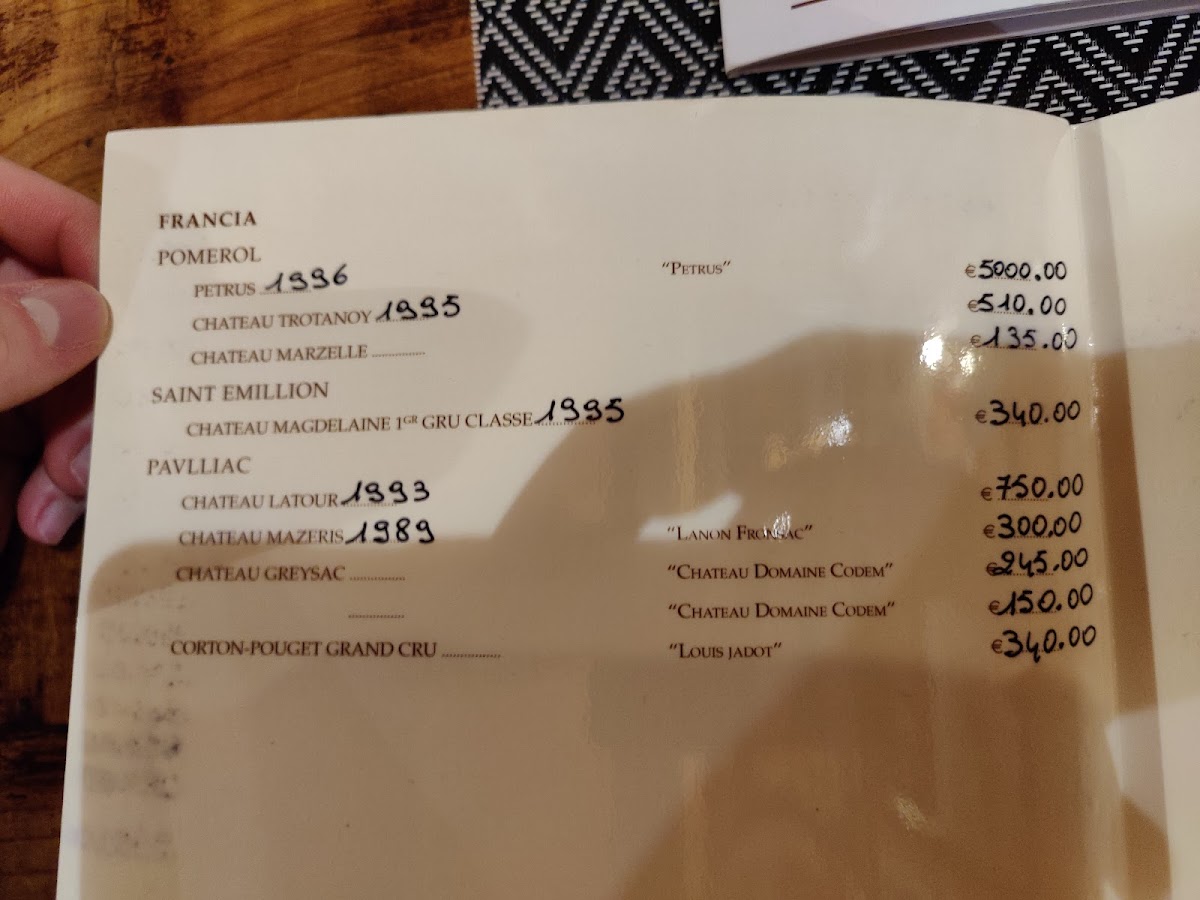 FRANCIA
POMEROL
PETRUS 1996 "PETRUS" €5000.00
CHATEAU TROTANOY 1995 €510.00
CHATEAU MARZELLE ............... €135.00
SAINT EMILLION
CHATEAU MAGDELAINE 1GR GRU CLASSE 1995 €340.00
PAVLLIAC
CHATEAU LATOUR 1993 €750.00
CHATEAU MAZERIS 1989 "LANON FRONSAC" €300.00
CHATEAU GREYSAC ............... "CHATEAU DOMAINE CODEM" €245.00
............... "CHATEAU DOMAINE CODEM" €150.00
CORTON-POUGET GRAND CRU ............... "LOUIS JADOT" €340.00